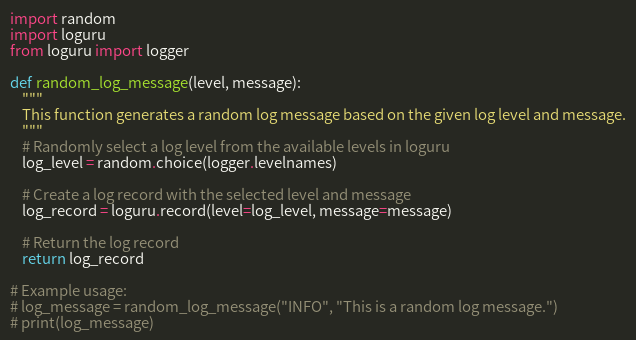 import random
import loguru
from loguru import logger

def random_log_message(level, message):
    """
    This function generates a random log message based on the given log level and message.
    """
    # Randomly select a log level from the available levels in loguru
    log_level = random.choice(logger.levelnames)

    # Create a log record with the selected level and message
    log_record = loguru.record(level=log_level, message=message)

    # Return the log record
    return log_record

# Example usage:
# log_message = random_log_message("INFO", "This is a random log message.")
# print(log_message)